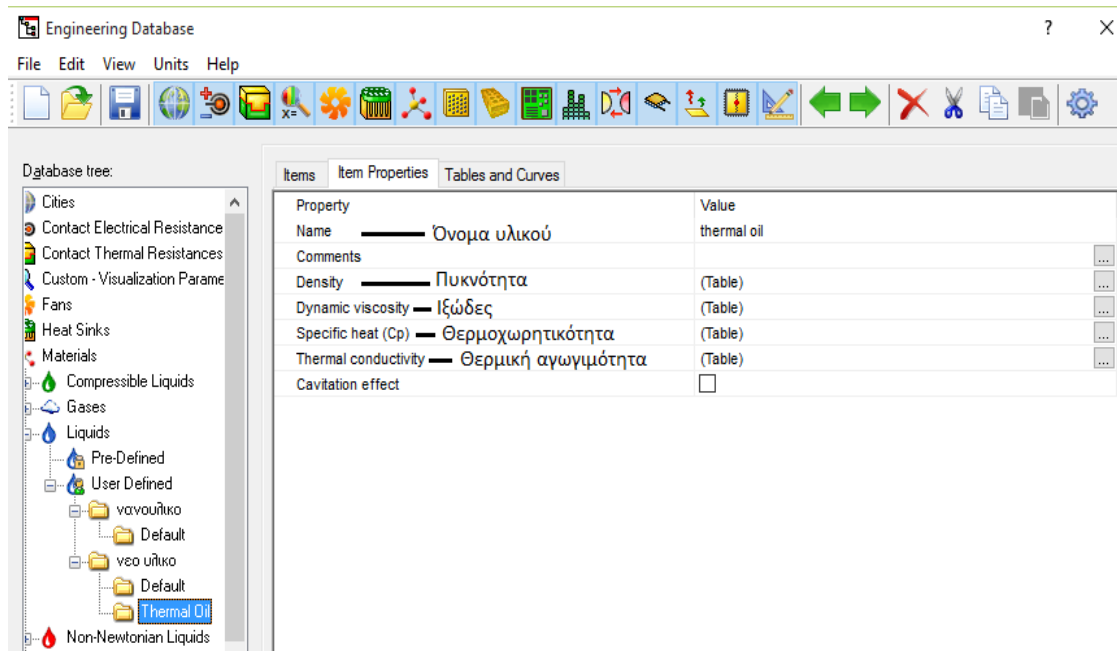 Engineering Database
?
File Edit View Units Help
x=
Database tree:
Cities
Contact Electrical Resistance
Contact Thermal Resistances
Custom - Visualization Parame
Fans
Heat Sinks
Materials
Compressible Liquids
Gases
Liquids
Pre-Defined
User Defined
νανουλικο
Default
νεο υλικο
Default
Thermal Oil
Non-Newtonian Liquids
Items Item Properties Tables and Curves
Property Value
Name Όνομα υλικού thermal oil
Comments ...
Density Πυκνότητα (Table) ...
Dynamic viscosity Ιξώδες (Table) ...
Specific heat (Cp) Θερμοχωρητικότητα (Table) ...
Thermal conductivity Θερμική αγωγιμότητα (Table) ...
Cavitation effect